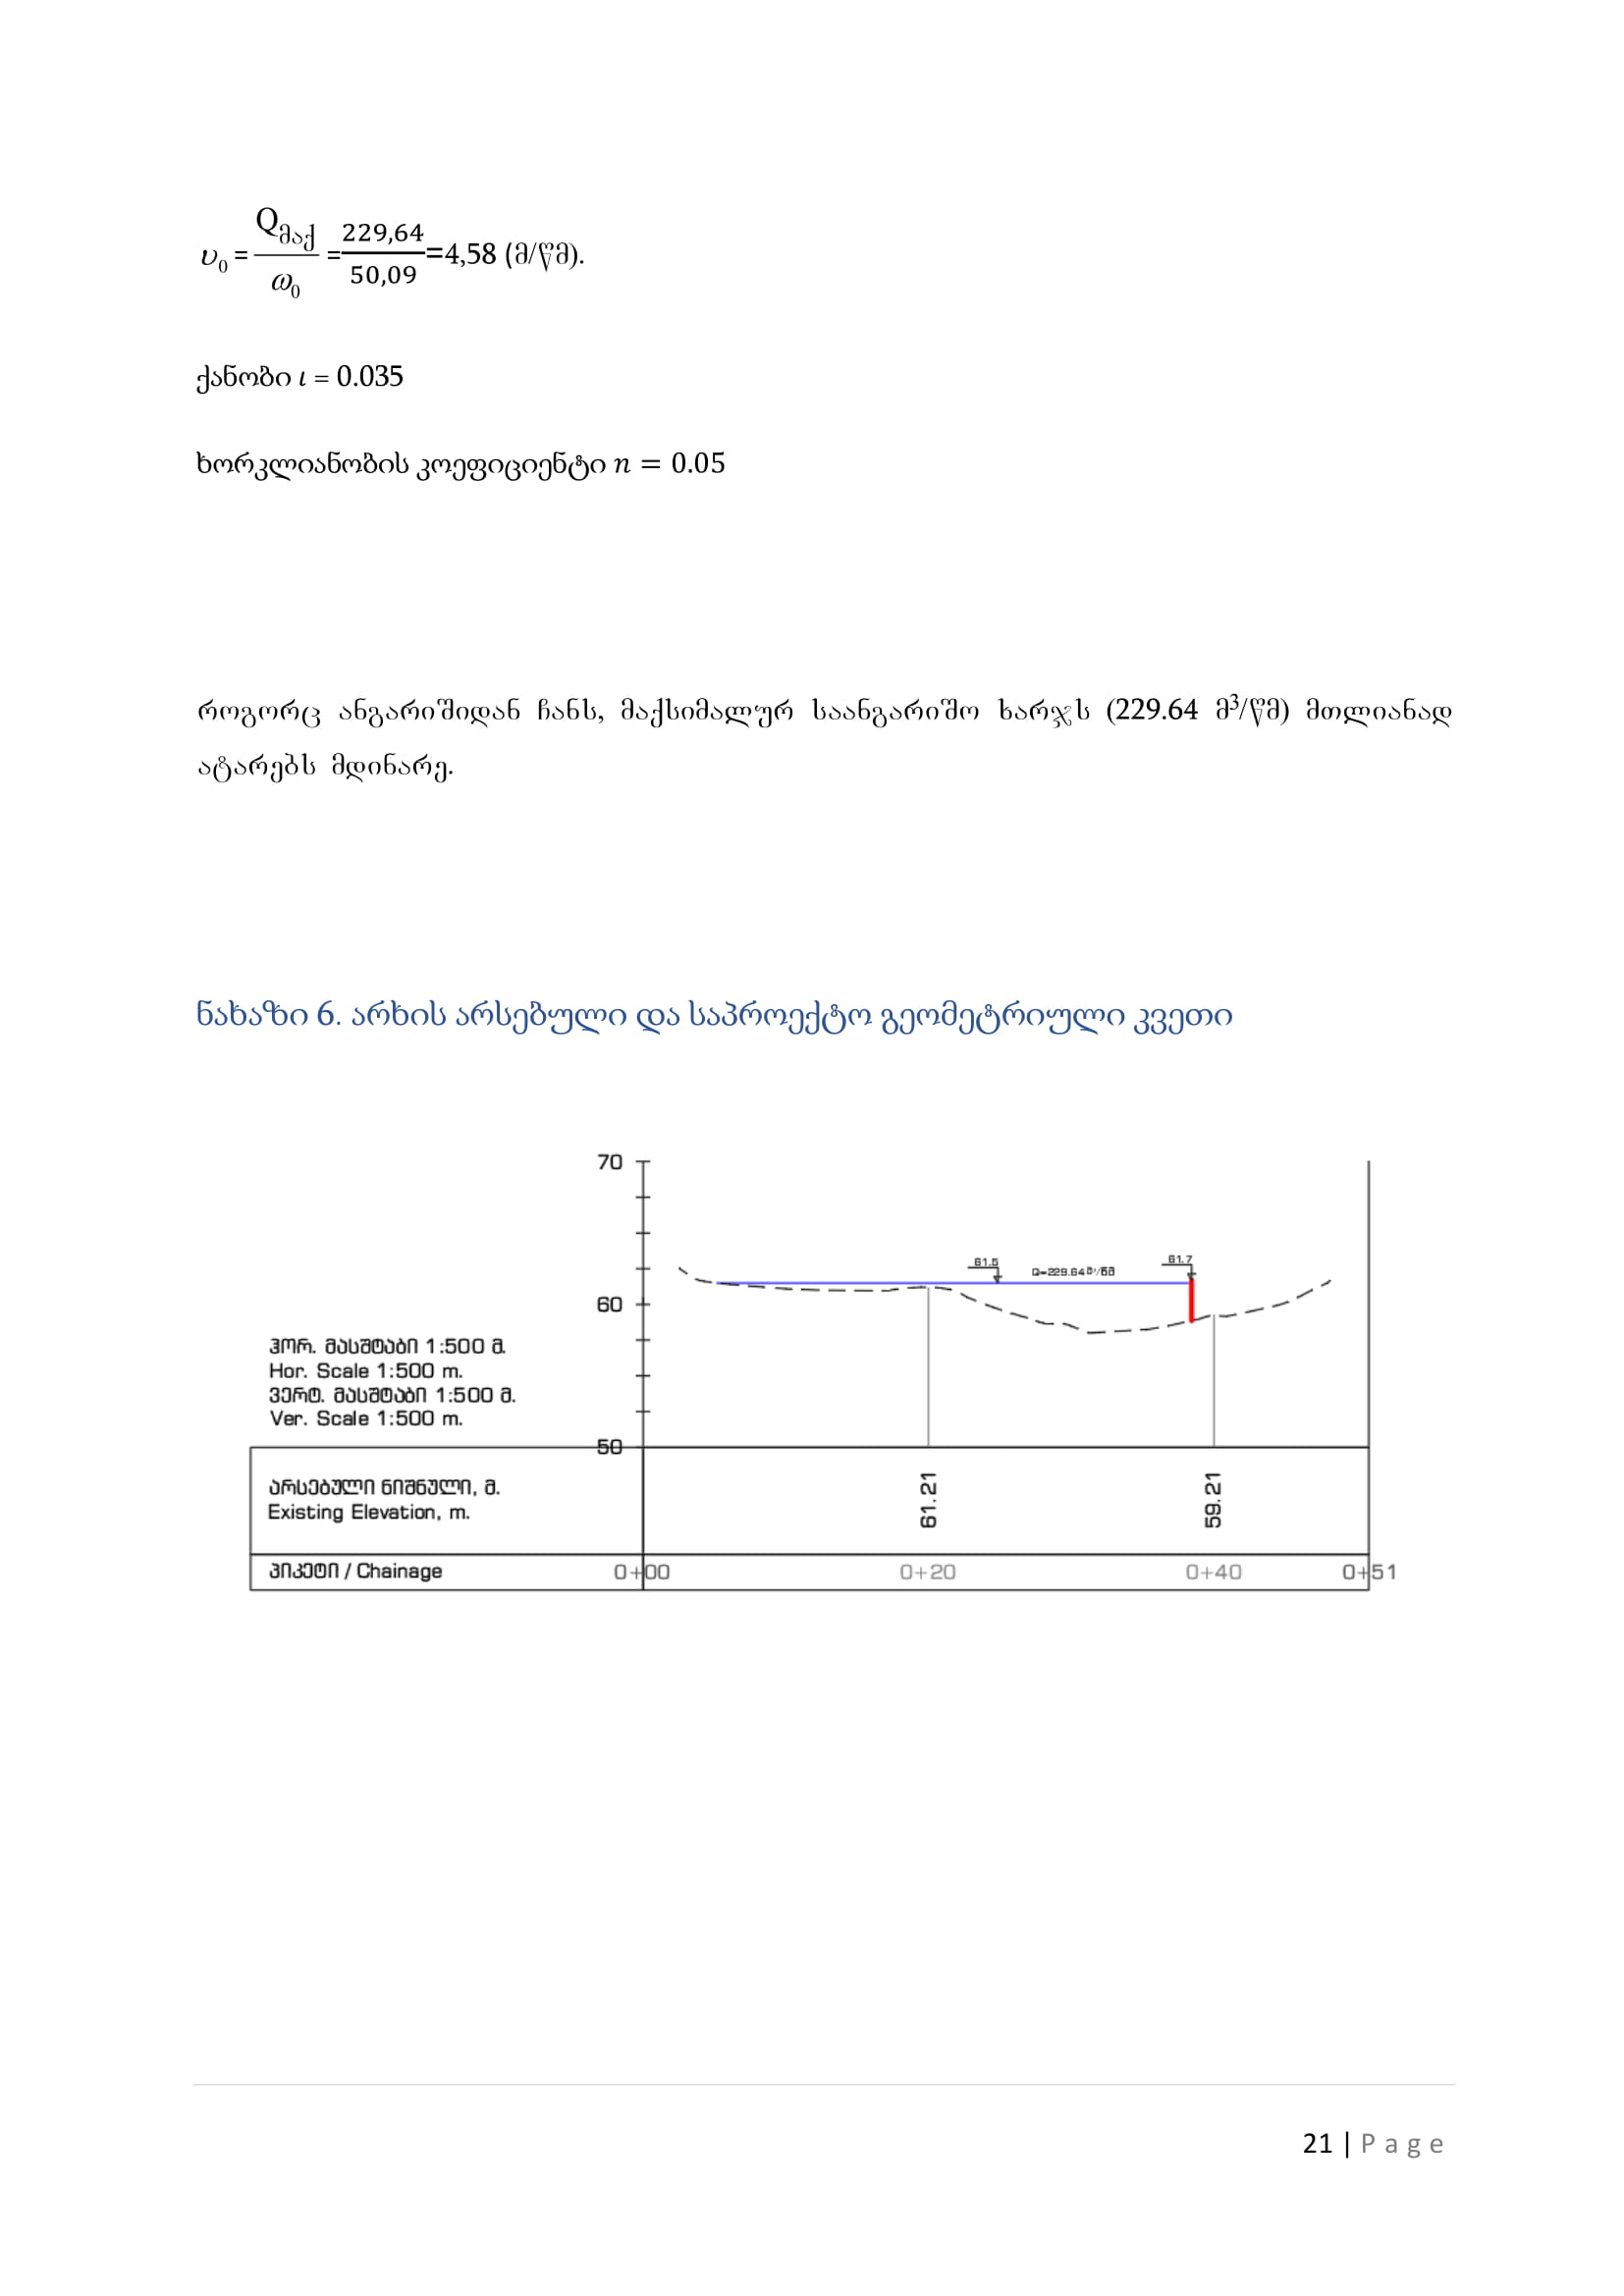 υ₀ = Qმაქ / ω₀ = 229,64 / 50,09 =4,58 (მ/წმ).
ქანობი ι = 0.035
ხორკლიანობის კოეფიციენტი n = 0.05
როგორც ანგარიშიდან ჩანს, მაქსიმალურ საანგარიშო ხარჯს (229.64 მ³/წმ) მთლიანად
ატარებს მდინარე.
ნახაზი 6. არხის არსებული და საპროექტო გეომეტრიული კვეთი
70
61.5
Q=229.64მ³/წმ
61.7
60
ჰორ. მასშტაბი 1:500 მ.
Hor. Scale 1:500 m.
ვერტ. მასშტაბი 1:500 მ.
Ver. Scale 1:500 m.
50
არსებული ნიშნული, მ.
Existing Elevation, m.
61.21
59.21
პიკეტი / Chainage
0+00
0+20
0+40
0+51
21 | Page